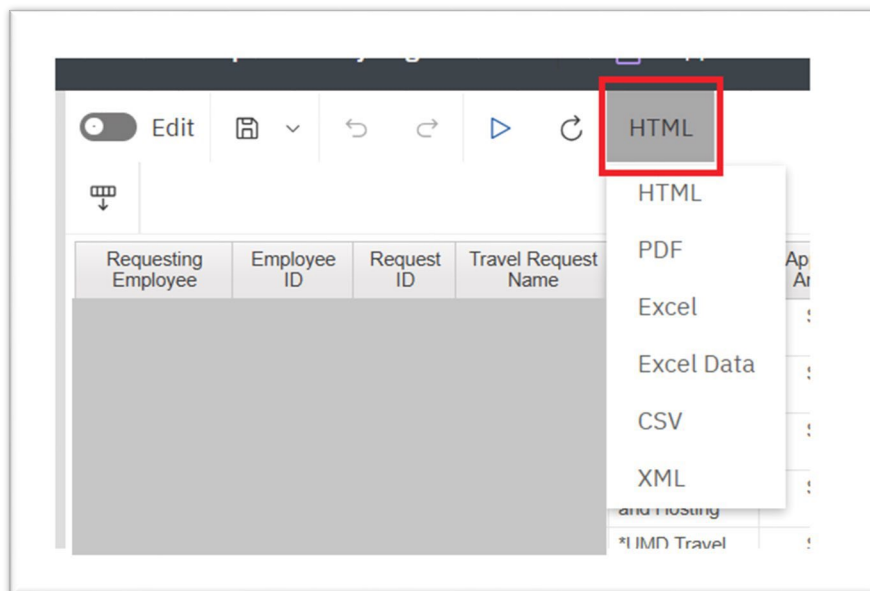 Edit
HTML
HTML
PDF
Excel
Excel Data
CSV
XML
Requesting
Employee
Employee
ID
Request
ID
Travel Request
Name
and Hosting
*UMD Travel